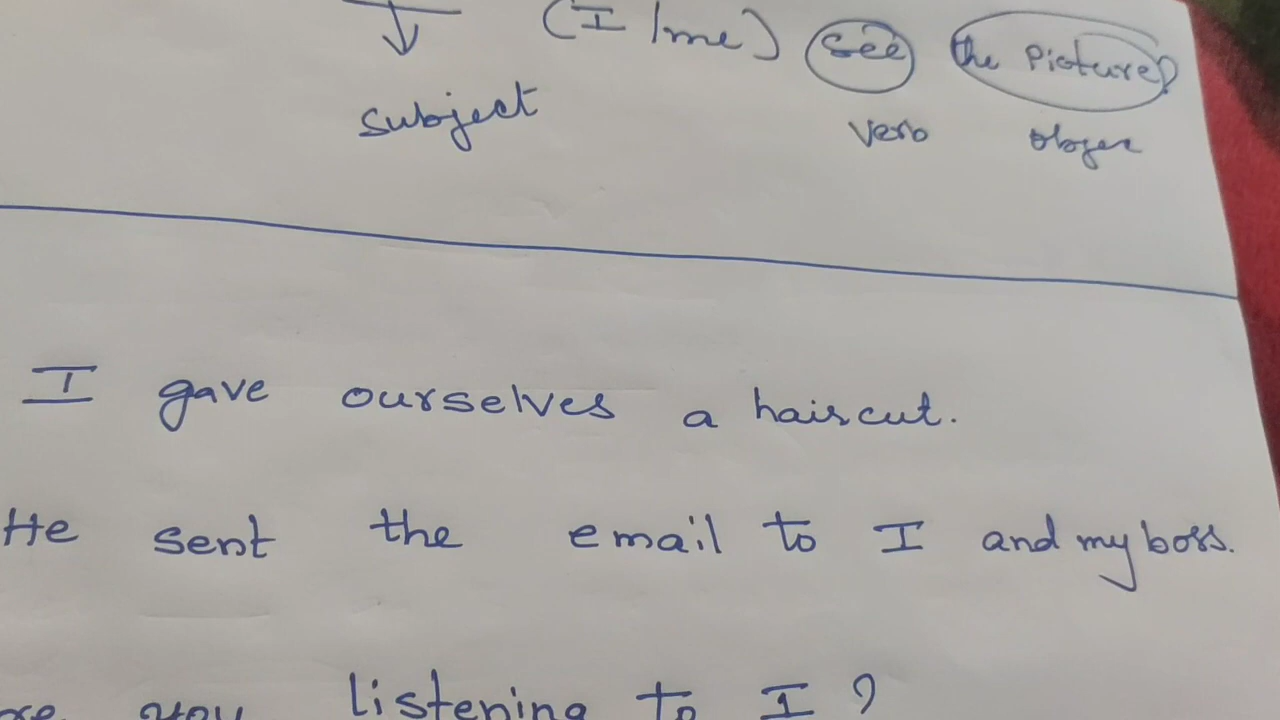 (I/me) see the Picture?
subject verb
I gave ourselves a haircut.
He sent the email to I and my boss.
you listening to I?